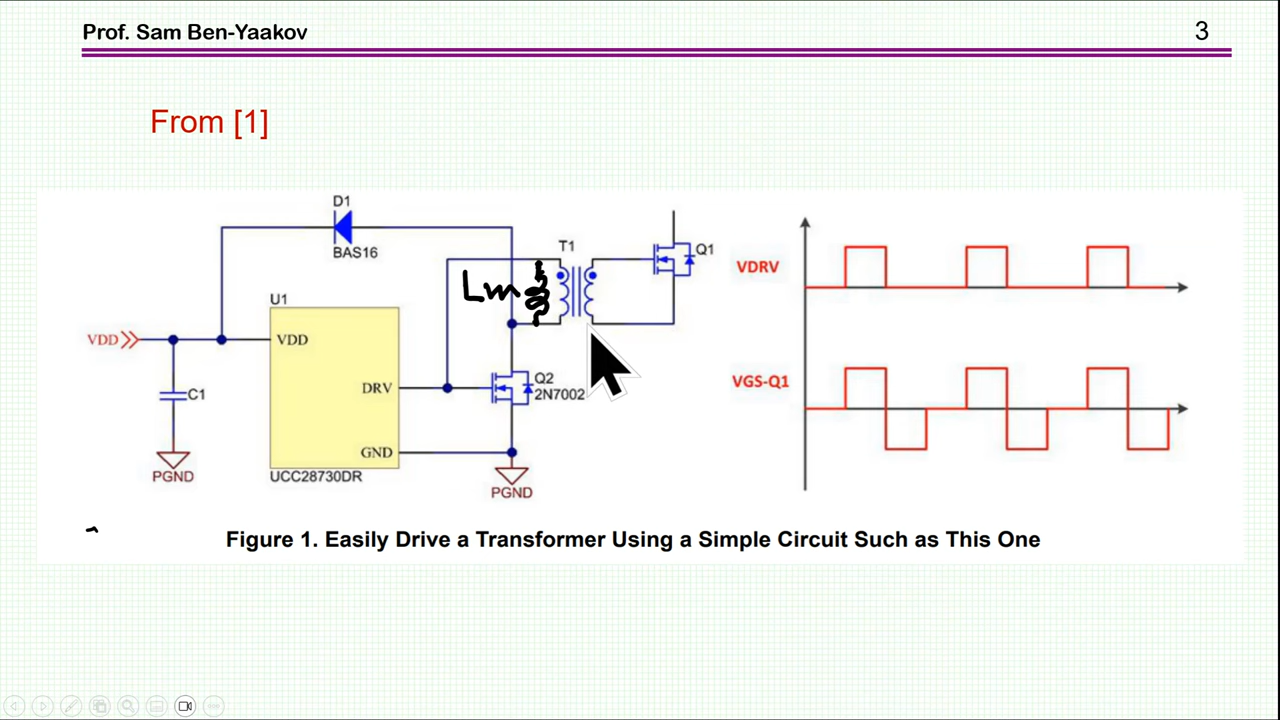 Prof. Sam Ben-Yaakov
3
From [1]
D1
BAS16
T1
Q1
Lm
U1
VDD
VDD
C1
DRV
Q2
2N7002
GND
PGND
UCC28730DR
PGND
VDRV
VGS-Q1
Figure 1. Easily Drive a Transformer Using a Simple Circuit Such as This One